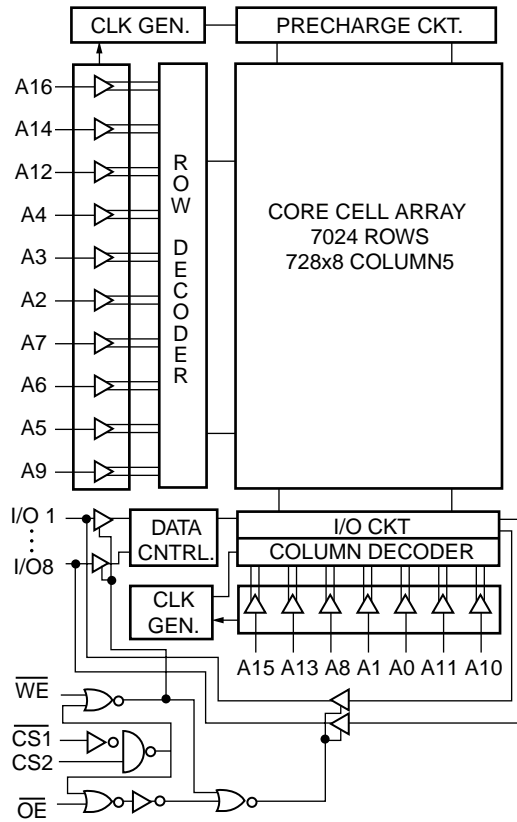 CLK GEN.
PRECHARGE CKT.
A16
A14
A12
A4
A3
A2
A7
A6
A5
A9
ROW DECODER
CORE CELL ARRAY
7024 ROWS
728x8 COLUMN5
I/O 1
I/O8
DATA
CNTRL.
I/O CKT
COLUMN DECODER
CLK
GEN.
A15 A13 A8 A1 A0 A11 A10
WE
CS1
CS2
OE